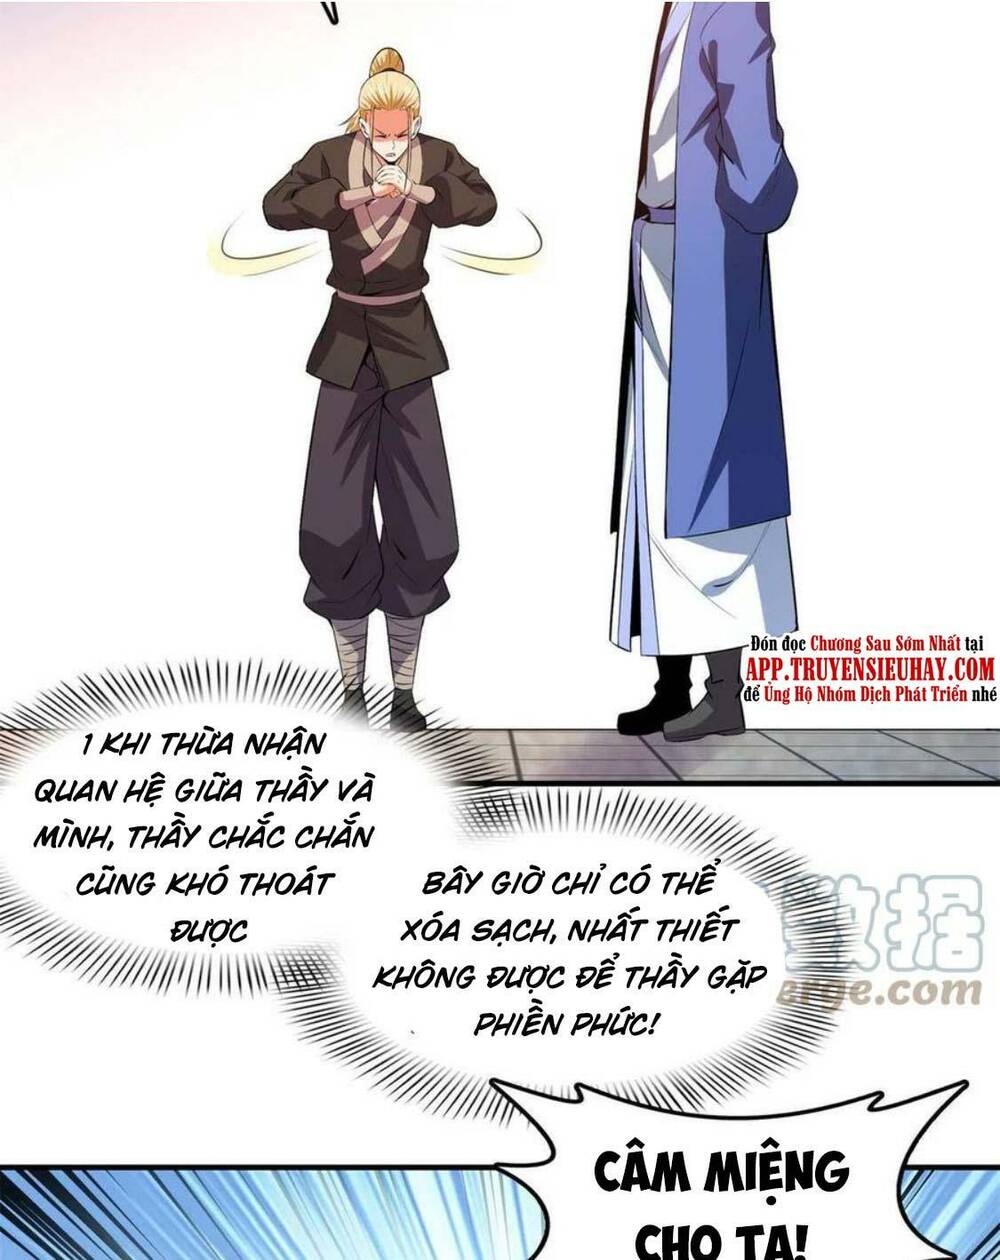 Đón đọc Chương Sau Sớm Nhất tại
APP.TRUYENSIEUHAY.COM
để Ủng Hộ Nhóm Dịch Phát Triển nhé
1 KHI THỪA NHẬN
QUAN HỆ GIỮA THẦY VÀ
MÌNH, THẦY CHẮC CHẮN
CŨNG KHÓ THOÁT
ĐƯỢC
BÂY GIỜ CHỈ CÓ THỂ
XÓA SẠCH, NHẤT THIẾT
KHÔNG ĐƯỢC ĐỂ THẦY GẶP
PHIỀN PHỨC!
数据
erge.com
CÂM MIỆNG
CHO TA!